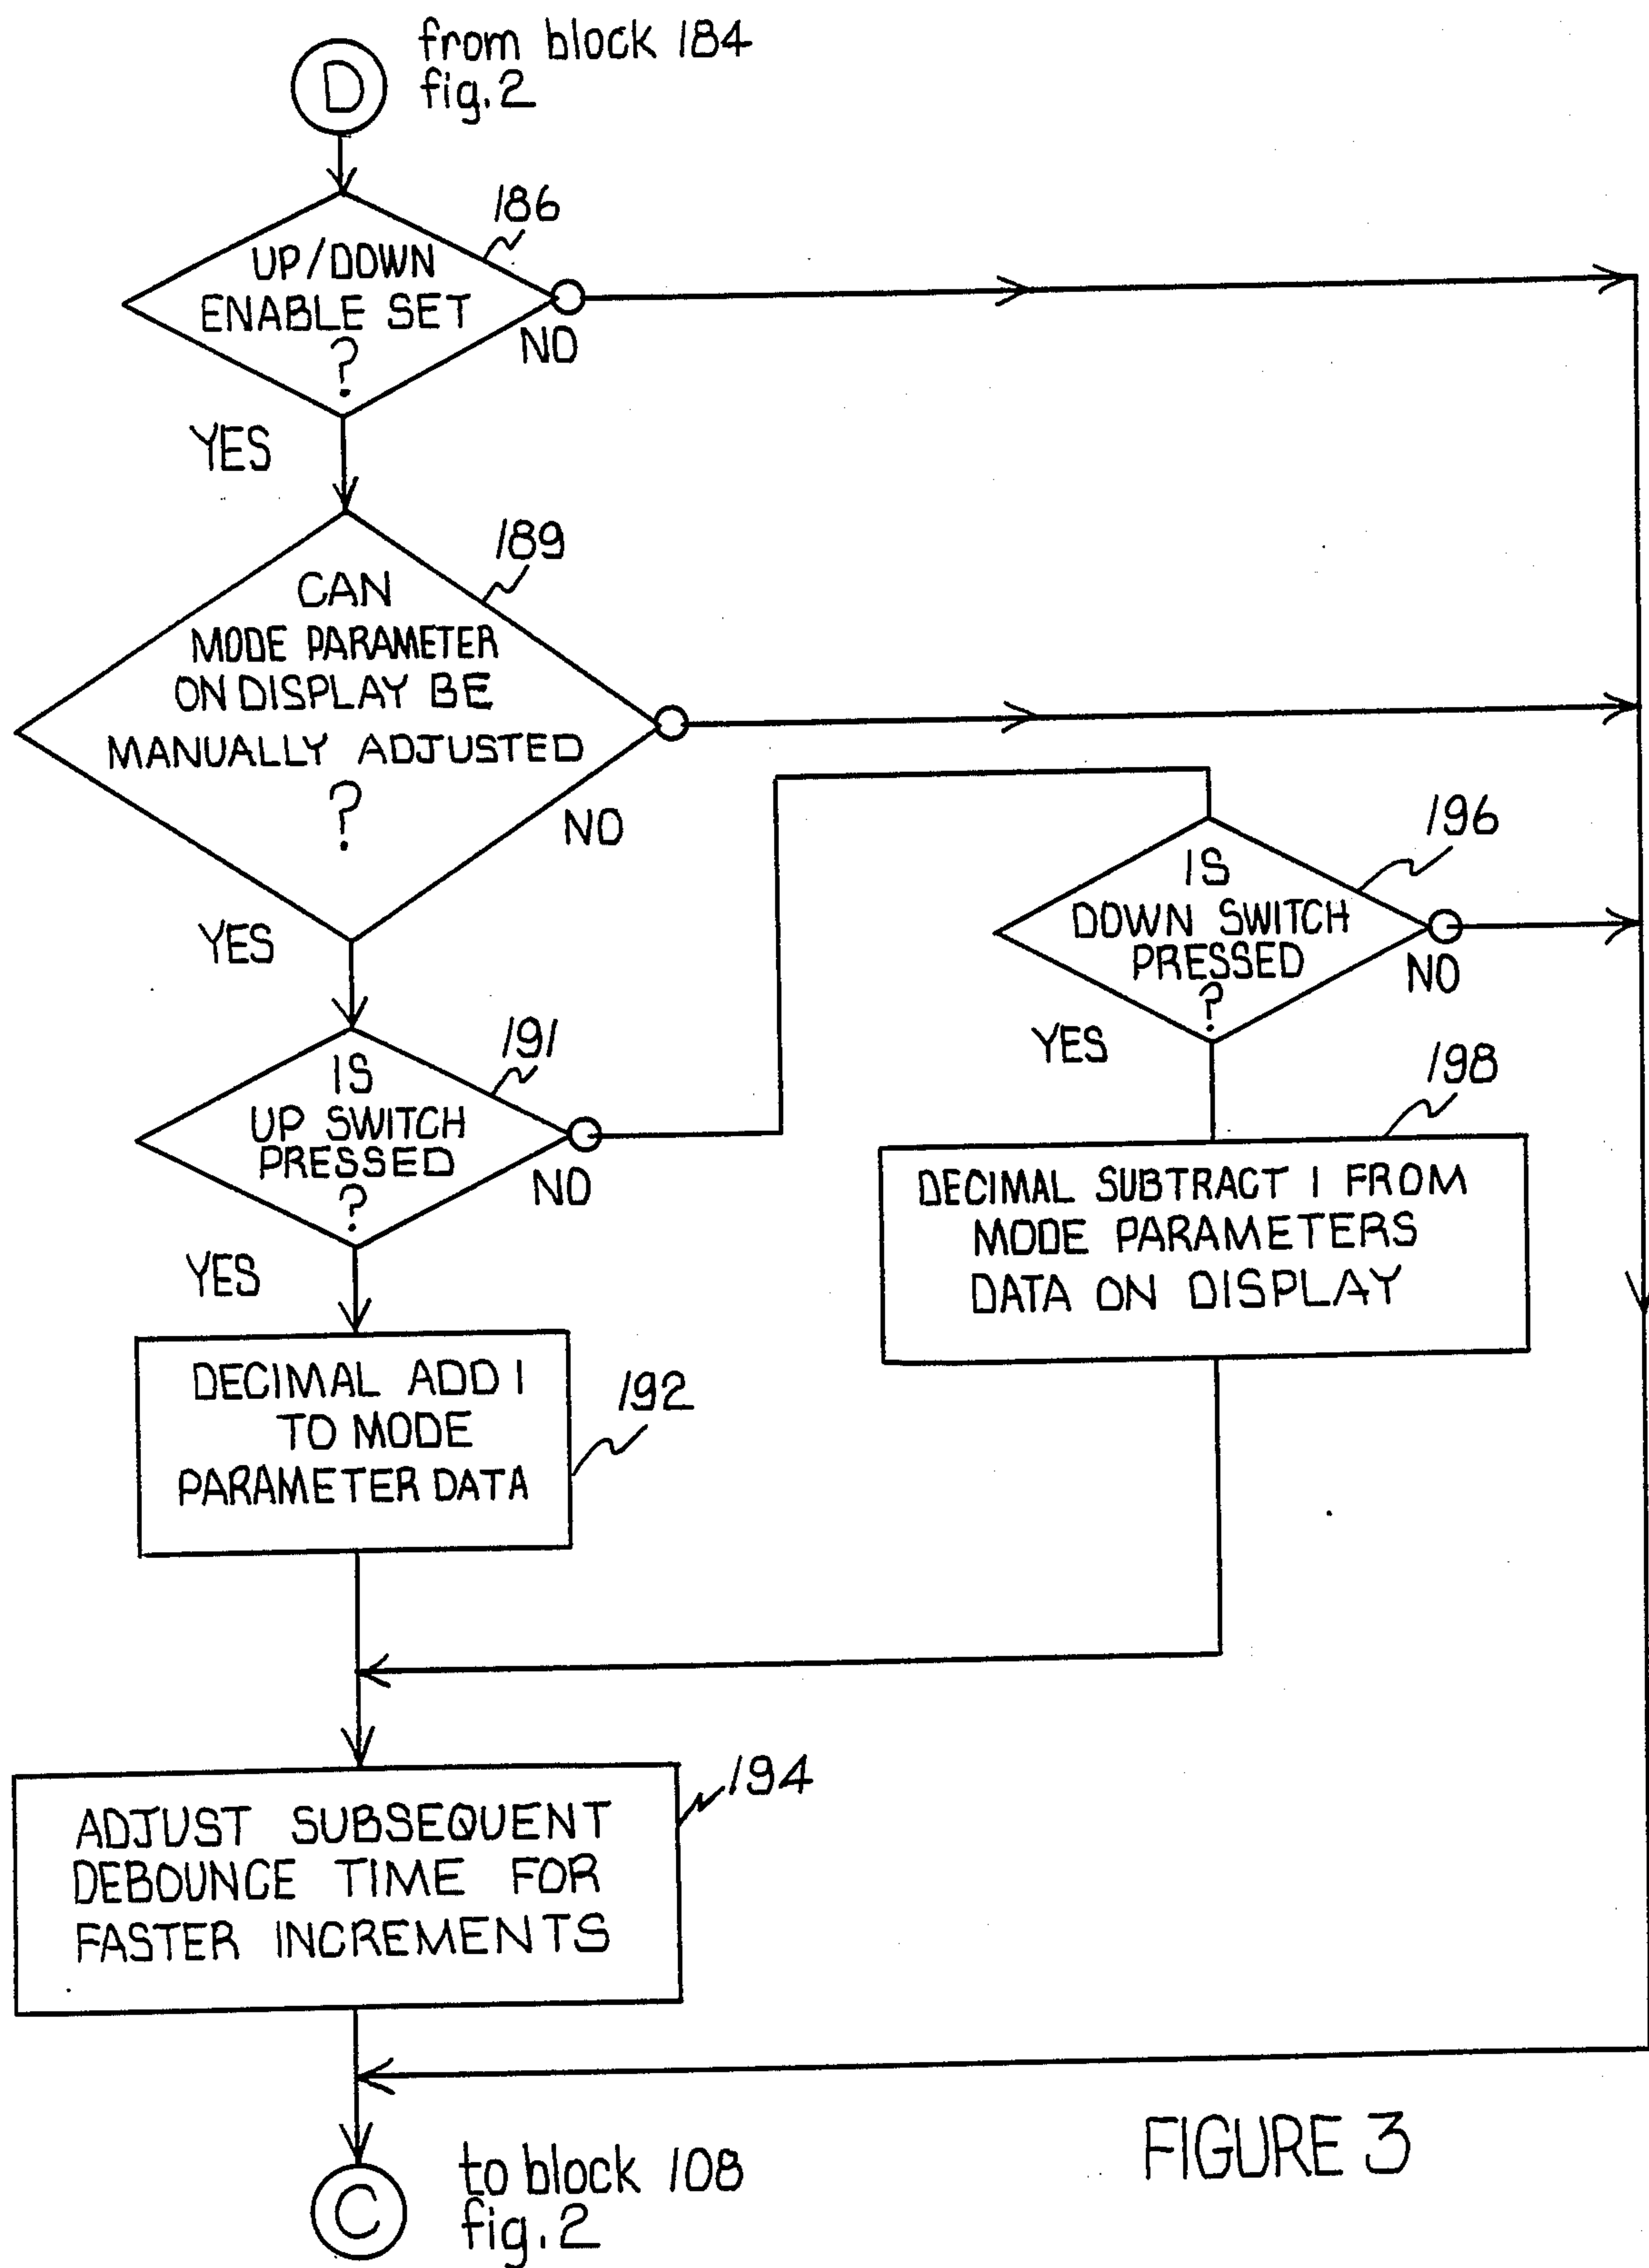 from block 184
D
fig. 2
186
UP/DOWN
ENABLE SET
?
NO
YES
189
CAN
MODE PARAMETER
ON DISPLAY BE
MANUALLY ADJUSTED
?
NO
YES
196
IS
DOWN SWITCH
PRESSED
?
NO
YES
191
IS
UP SWITCH
PRESSED
?
NO
YES
198
DECIMAL SUBTRACT 1 FROM
MODE PARAMETERS
DATA ON DISPLAY
192
DECIMAL ADD 1
TO MODE
PARAMETER DATA
194
ADJUST SUBSEQUENT
DEBOUNCE TIME FOR
FASTER INCREMENTS
C
to block 108
fig. 2
FIGURE 3